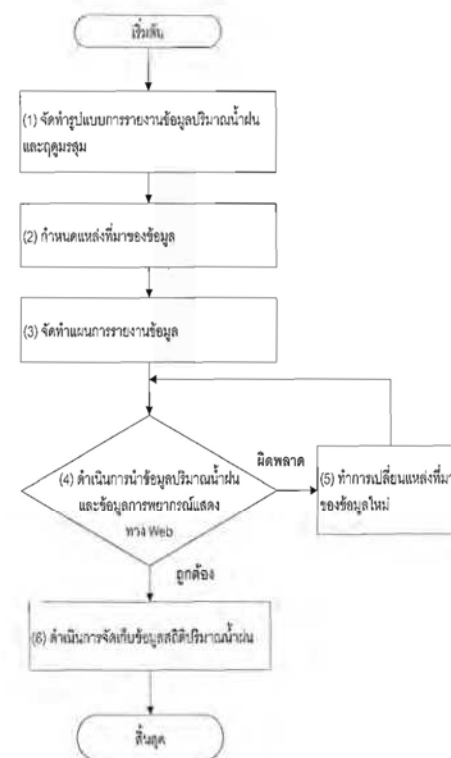 เริ่มต้น
(1) จัดทำรูปแบบการรายงานข้อมูลปริมาณน้ำฝน
และฤดูมรสุม
(2) กำหนดแหล่งที่มาของข้อมูล
(3) จัดทำแผนการรายงานข้อมูล
(4) ดำเนินการนำข้อมูลปริมาณน้ำฝน
และข้อมูลการพยากรณ์แสดง
ทาง Web
ผิดพลาด
(5) ทำการเปลี่ยนแหล่งที่มา
ของข้อมูลใหม่
ถูกต้อง
(6) ดำเนินการจัดเก็บข้อมูลสถิติปริมาณน้ำฝน
สิ้นสุด